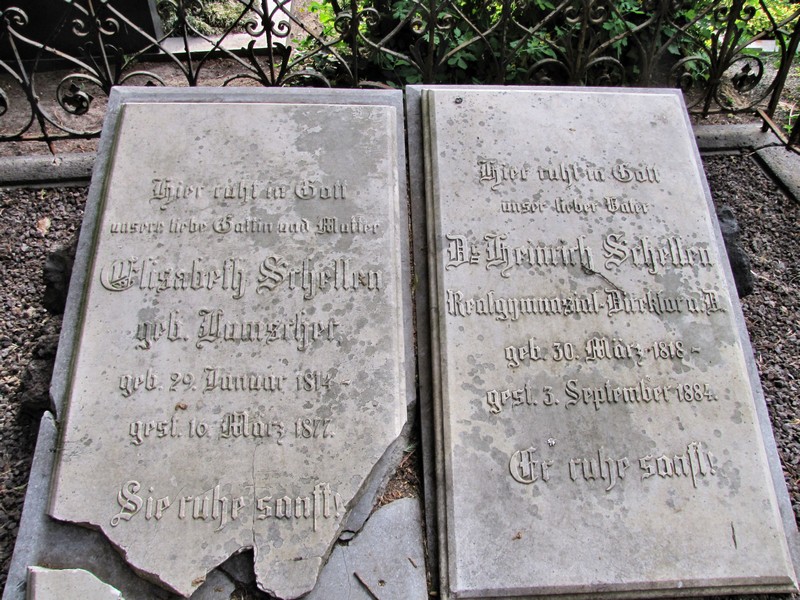 Hier ruht in Gott
unsere liebe Gattin und Mutter
Elisabeth Schellen
geb. Damscher.
geb. 29. Januar 1814 -
gest. 10. März 1877.
Sie ruhe sanft!
Hier ruht in Gott
unser lieber Vater
Dr. Heinrich Schellen
Realgymnasial-Direktor a. D.
geb. 30. März 1818 -
gest. 3. September 1884.
Er ruhe sanft!